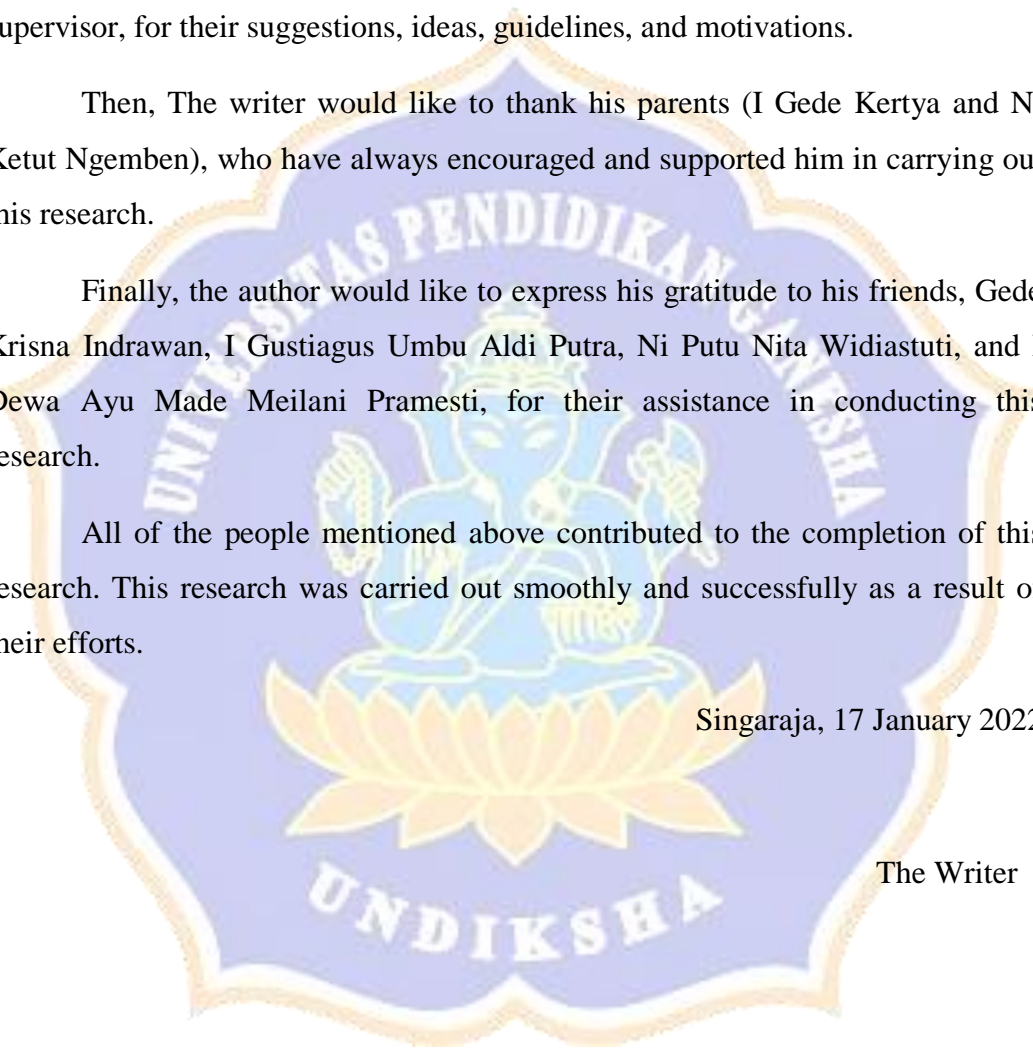 upervisor, for their suggestions, ideas, guidelines, and motivations.
Then, The writer would like to thank his parents (I Gede Kertya and N
Ketut Ngemben), who have always encouraged and supported him in carrying ou
his research.
Finally, the author would like to express his gratitude to his friends, Gede
Krisna Indrawan, I Gustiagus Umbu Aldi Putra, Ni Putu Nita Widiastuti, and I
Dewa Ayu Made Meilani Pramesti, for their assistance in conducting this
research.
All of the people mentioned above contributed to the completion of this
research. This research was carried out smoothly and successfully as a result o
heir efforts.
Singaraja, 17 January 2022
The Writer
UNIVERSITAS PENDIDIKAN GANESHA
UNDIKSHA